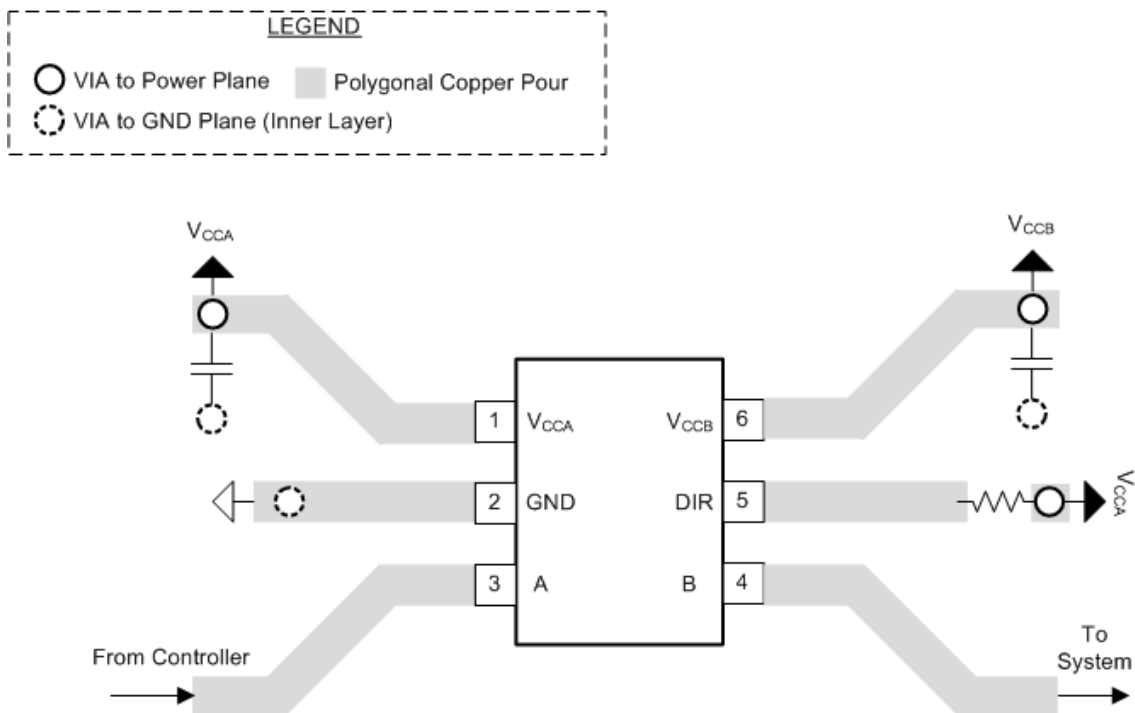 LEGEND
VIA to Power Plane Polygonal Copper Pour
VIA to GND Plane (Inner Layer)
VCCA VCCB
1 VCCA VCCB 6
2 GND DIR 5 VCCA
3 A B 4
From Controller To
System